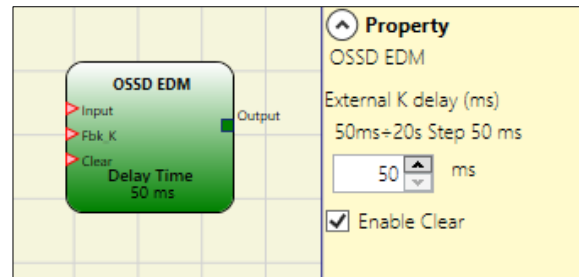 OSSD EDM
Input
Fbk_K
Clear
Output
Delay Time
50 ms
Property
OSSD EDM
External K delay (ms)
50ms÷20s Step 50 ms
50 ms
Enable Clear